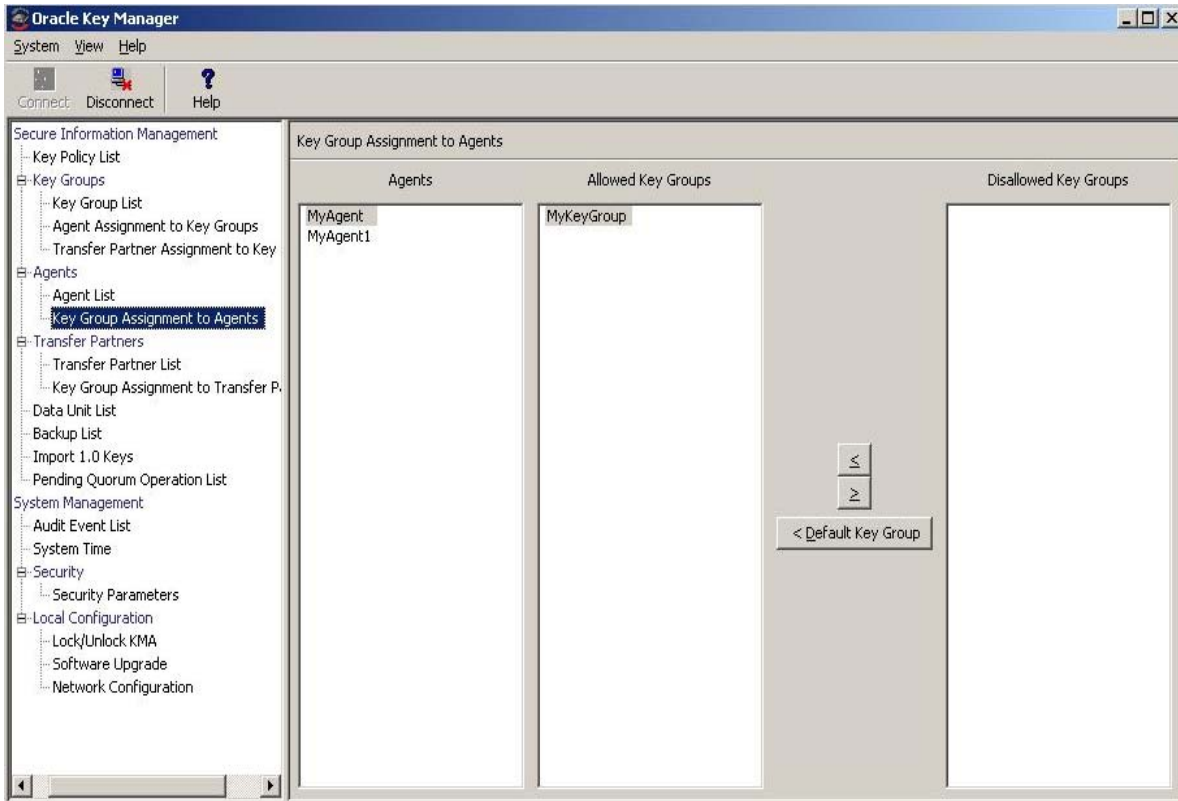 Oracle Key Manager
System View Help
Connect Disconnect Help
Secure Information Management
Key Policy List
Key Groups
Key Group List
Agent Assignment to Key Groups
Transfer Partner Assignment to Key
Agents
Agent List
Key Group Assignment to Agents
Transfer Partners
Transfer Partner List
Key Group Assignment to Transfer Pa
Data Unit List
Backup List
Import 1.0 Keys
Pending Quorum Operation List
System Management
Audit Event List
System Time
Security
Security Parameters
Local Configuration
Lock/Unlock KMA
Software Upgrade
Network Configuration
Key Group Assignment to Agents
Agents Allowed Key Groups Disallowed Key Groups
MyAgent MyKeyGroup
MyAgent1
<
>
< Default Key Group